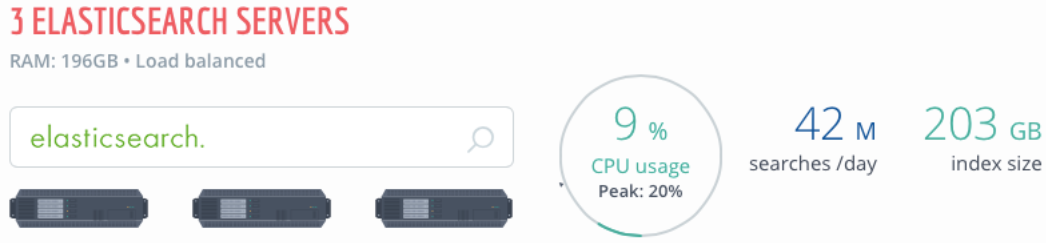 3 ELASTICSEARCH SERVERS
RAM: 196GB • Load balanced
elasticsearch.
9 %
CPU usage
Peak: 20%
42 M
searches /day
203 GB
index size